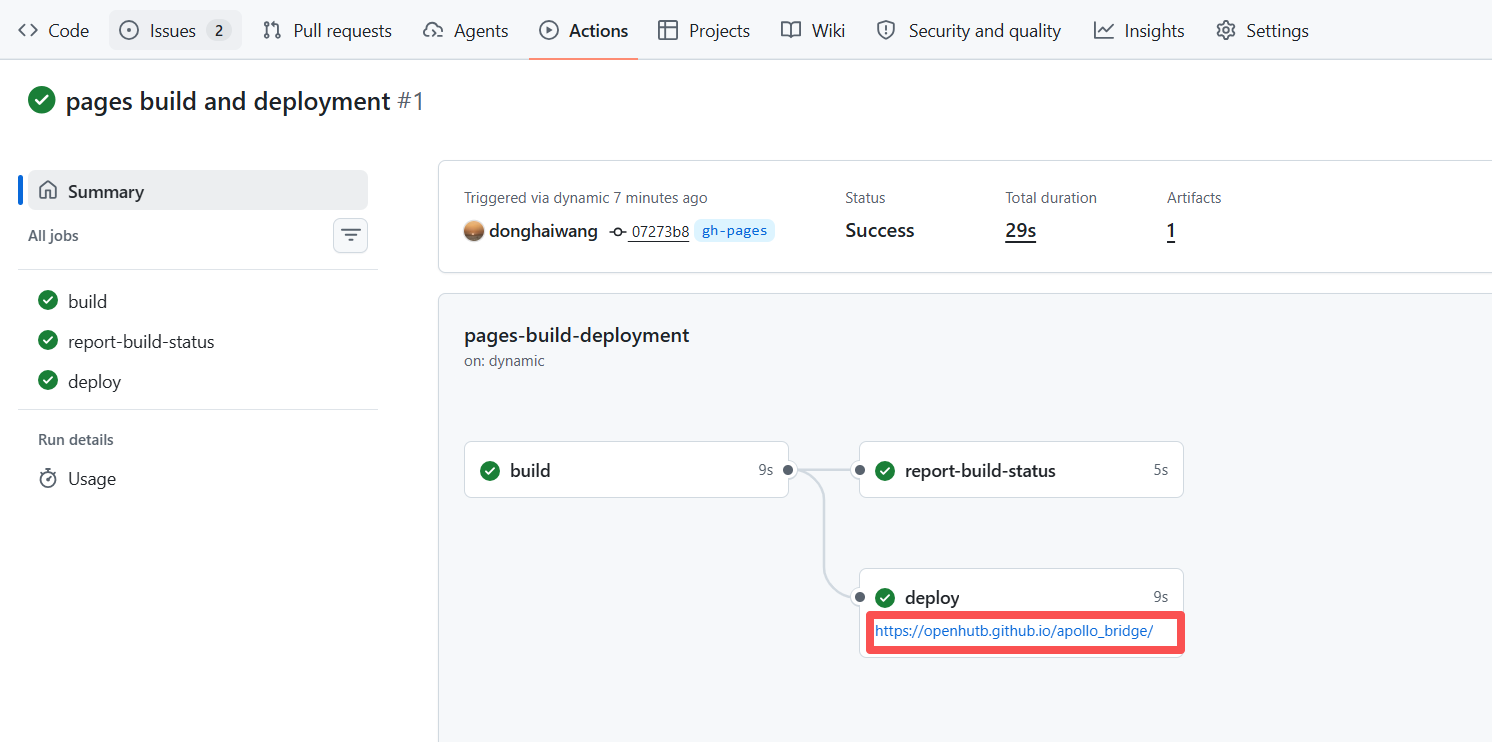 Code Issues 2 Pull requests Agents Actions Projects Wiki Security and quality Insights Settings
pages build and deployment #1
Summary
All jobs
build
report-build-status
deploy
Run details
Usage
Triggered via dynamic 7 minutes ago
donghaiwang 07273b8 gh-pages
Status
Success
Total duration
29s
Artifacts
1
pages-build-deployment
on: dynamic
build 9s
report-build-status 5s
deploy 9s
https://openhutb.github.io/apollo_bridge/